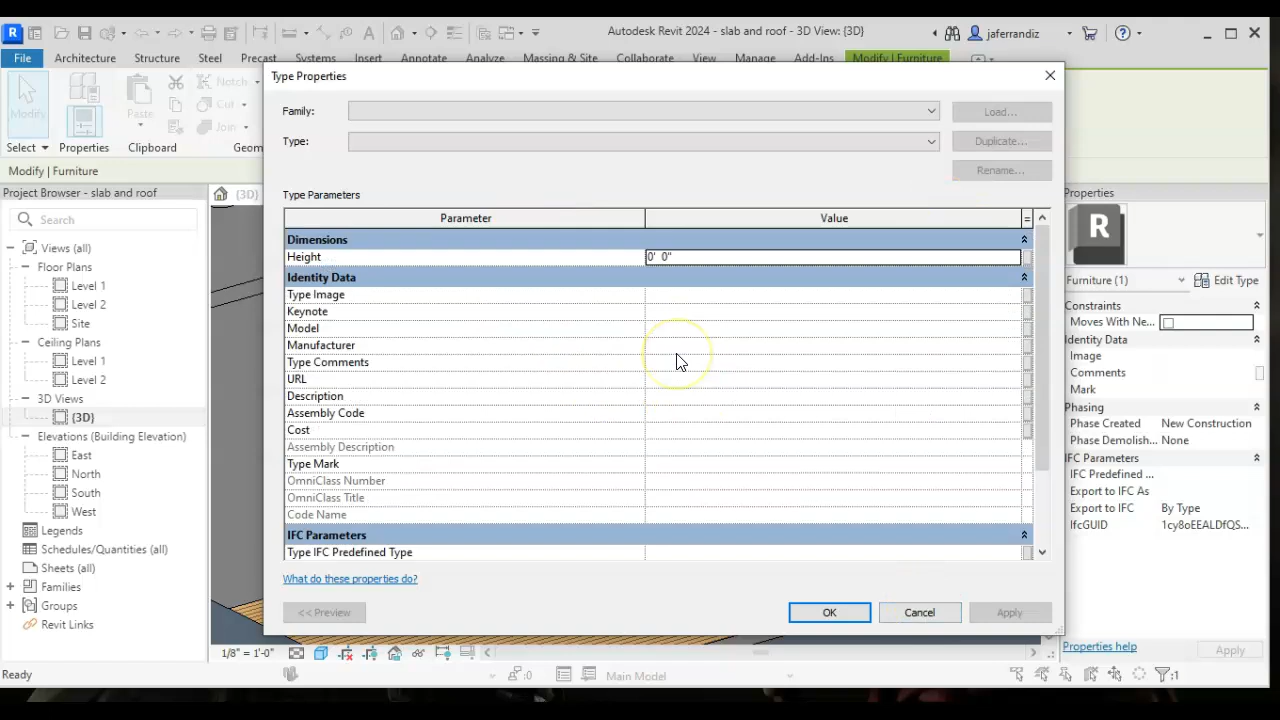 R
Autodesk Revit 2024 - slab and roof - 3D View: {3D}
jaferrandiz
File
Architecture
Structure
Steel
Precast
Systems
Insert
Annotate
Analyze
Massing & Site
Collaborate
View
Manage
Add-Ins
Modify | Furniture
Modify
Paste
Notch
Cut
Join
Select
Properties
Clipboard
Geom
Modify | Furniture
Project Browser - slab and roof
Search
Views (all)
Floor Plans
Level 1
Level 2
Site
Ceiling Plans
Level 1
Level 2
3D Views
{3D}
Elevations (Building Elevation)
East
North
South
West
Legends
Schedules/Quantities (all)
Sheets (all)
Families
Groups
Revit Links
{3D}
Type Properties
Family:
Load...
Type:
Duplicate...
Rename...
Type Parameters
Parameter
Value
=
Dimensions
Height
0' 0"
Identity Data
Type Image
Keynote
Model
Manufacturer
Type Comments
URL
Description
Assembly Code
Cost
Assembly Description
Type Mark
OmniClass Number
OmniClass Title
Code Name
IFC Parameters
Type IFC Predefined Type
What do these properties do?
<< Preview
OK
Cancel
Apply
Properties
R
Furniture (1)
Edit Type
Constraints
Moves With Ne...
Identity Data
Image
Comments
Mark
Phasing
Phase Created
New Construction
Phase Demolish...
None
IFC Parameters
IFC Predefined ...
Export to IFC As
Export to IFC
By Type
IfcGUID
1cy8oEEALDfQS...
Properties help
Apply
1/8" = 1'-0"
Ready
:0
Main Model
:1